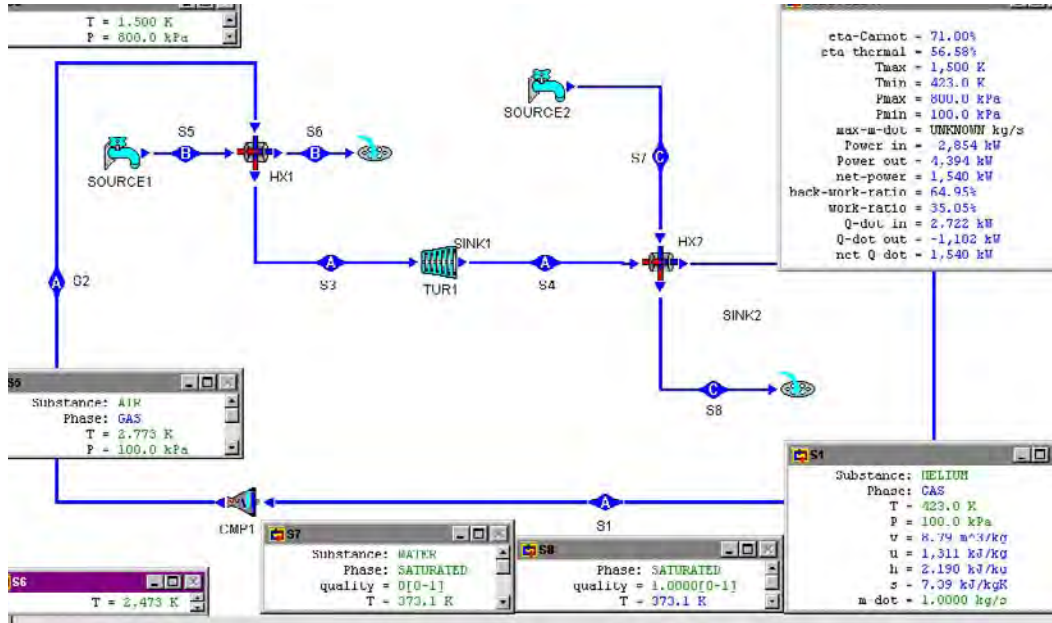 T = 1.500 K
P = 800.0 kPa
eta-Carnot = 71.00%
eta thermal = 56.58%
Tmax = 1,500 K
Tmin = 423.0 K
Pmax = 800.0 kPa
Pmin = 100.0 kPa
max-m-dot = UNKNOWN kg/s
Power in = -2,854 kW
Power out = 4,394 kW
net-power = 1,540 kW
back-work-ratio = 64.95%
work-ratio = 35.05%
Q-dot in = 2.722 kW
Q-dot out = -1,182 kW
net Q dot = 1,540 kW
SOURCE2
S5
S6
B
B
SOURCE1
HX1
S7
C
SINK1
HX2
A
A
S3
TUR1
S4
A
S2
SINK2
C
S8
S5
Substance: AIR
Phase: GAS
T = 2.773 K
P = 100.0 kPa
A
S1
CMP1
S1
Substance: HELIUM
Phase: GAS
T - 423.0 K
P = 100.0 kPa
v = 8.79 m^3/kg
u = 1,311 kJ/kg
h = 2.190 kJ/kg
s - 7.39 kJ/kgK
m dot = 1.0000 kg/s
S7
Substance: WATER
Phase: SATURATED
quality = 0[0-1]
T - 373.1 K
S8
Phase: SATURATED
quality = 1.0000[0-1]
T - 373.1 K
S6
T = 2,473 K